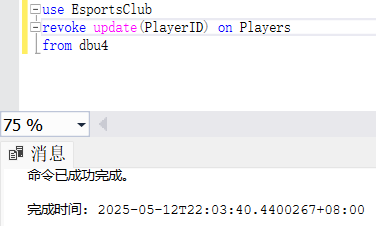 use EsportsClub
revoke update(PlayerID) on Players
from dbu4
75 %
消息
命令已成功完成。
完成时间: 2025-05-12T22:03:40.4400267+08:00